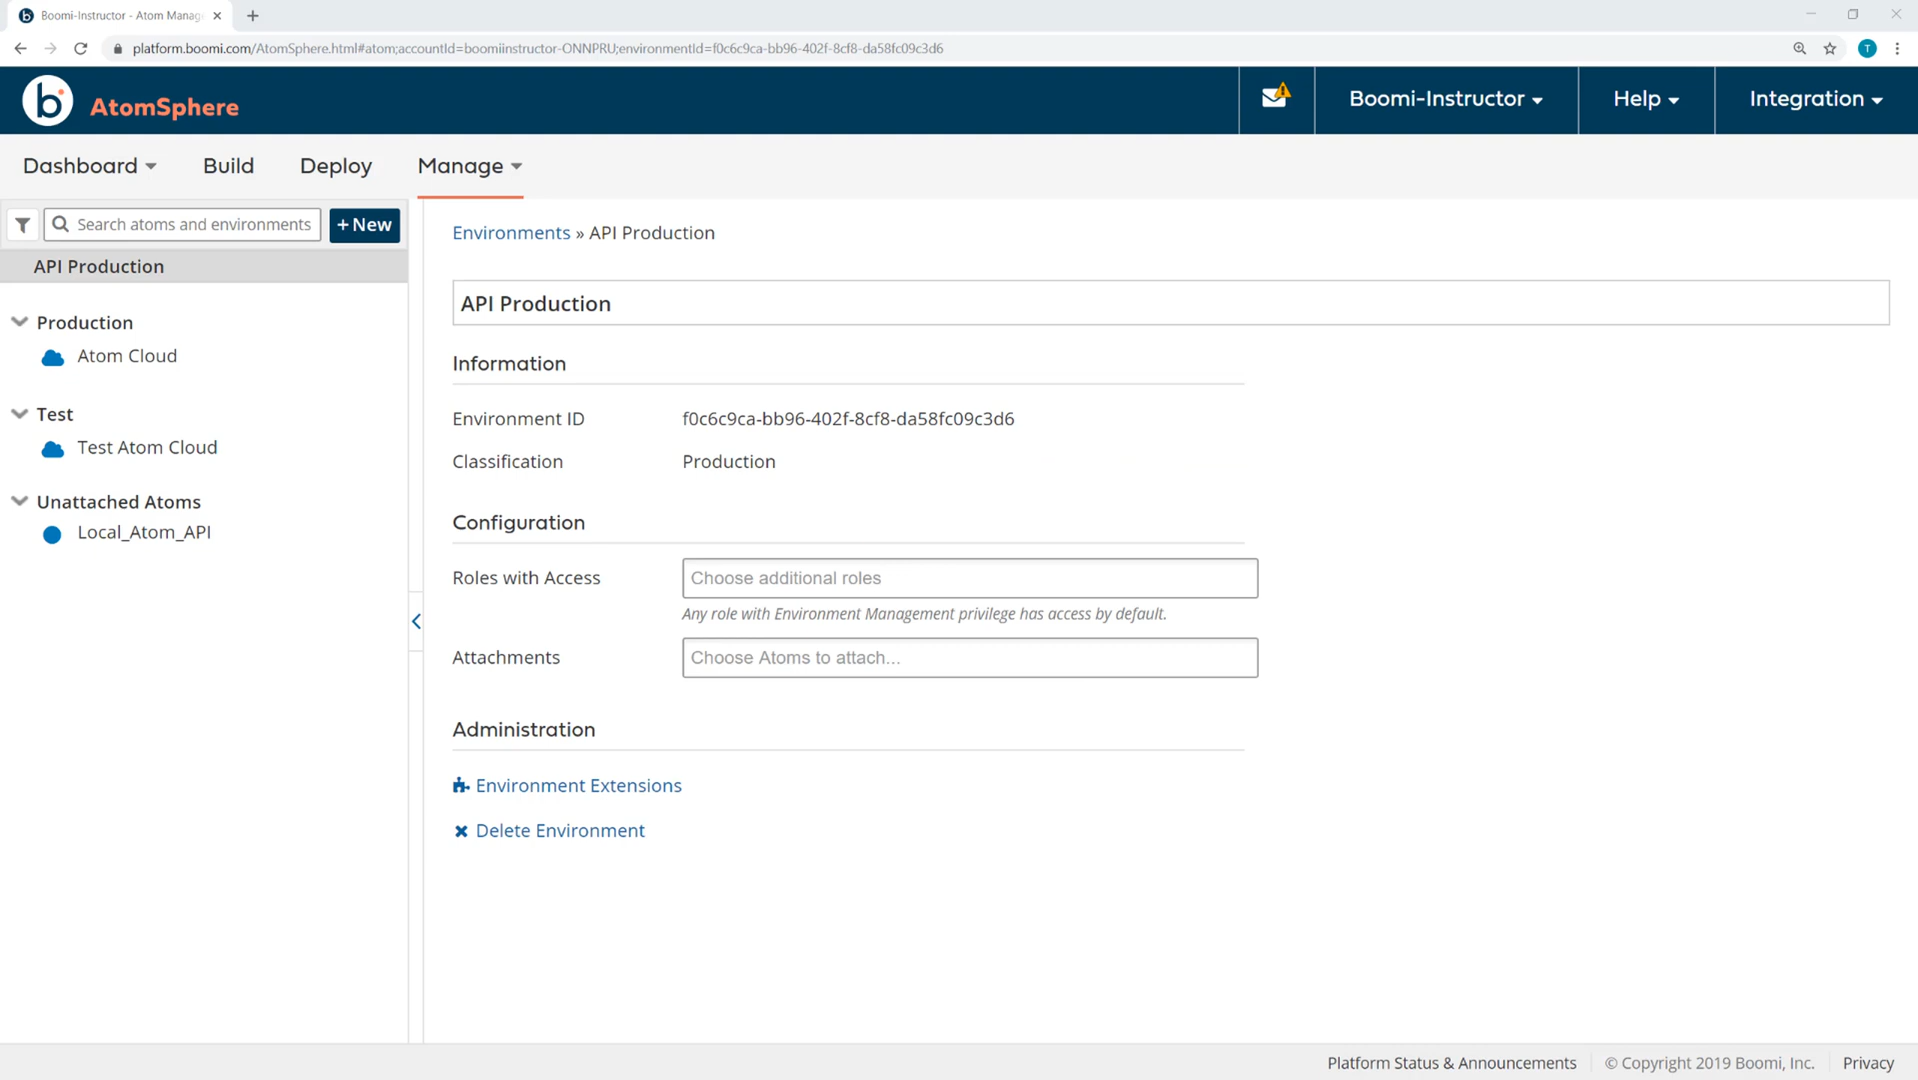 Boomi-Instructor - Atom Manag
platform.boomi.com/AtomSphere.html#atom;accountId=boomiinstructor-ONNPRU;environmentId=f0c6c9ca-bb96-402f-8cf8-da58fc09c3d6
T
b AtomSphere
Boomi-Instructor
Help
Integration
Dashboard
Build
Deploy
Manage
Search atoms and environments
+ New
API Production
Production
Atom Cloud
Test
Test Atom Cloud
Unattached Atoms
Local_Atom_API
Environments » API Production
API Production
Information
Environment ID f0c6c9ca-bb96-402f-8cf8-da58fc09c3d6
Classification Production
Configuration
Roles with Access Choose additional roles
Any role with Environment Management privilege has access by default.
Attachments Choose Atoms to attach...
Administration
Environment Extensions
Delete Environment
Platform Status & Announcements
© Copyright 2019 Boomi, Inc.
Privacy